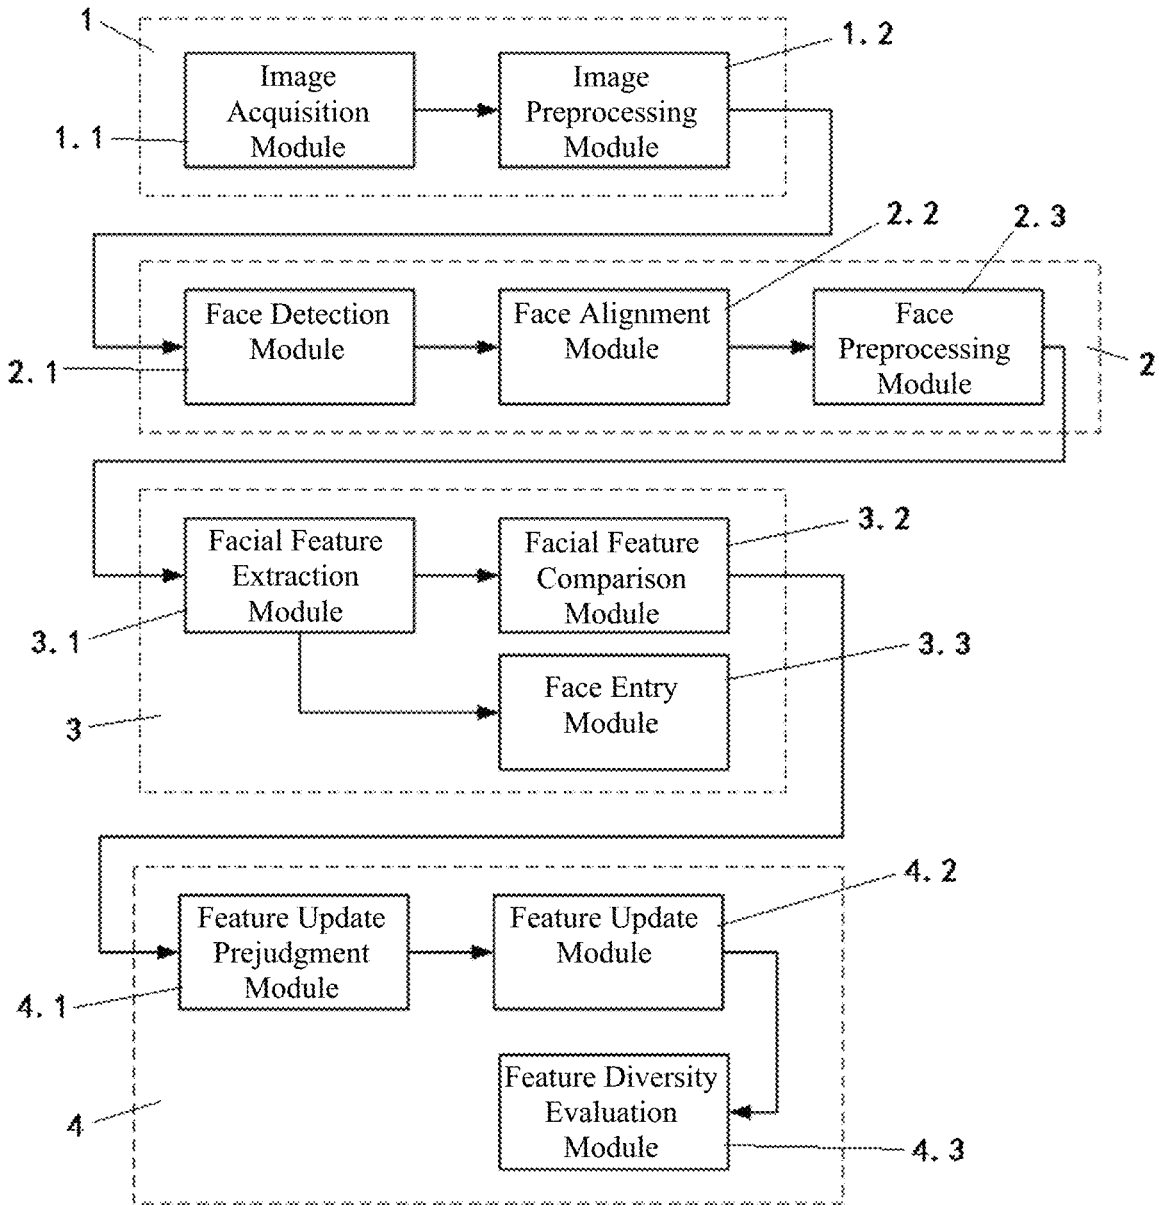 1
1. 2
Image
Acquisition
Module
Image
Preprocessing
Module
1. 1
2. 2
2. 3
Face Detection
Module
Face Alignment
Module
Face
Preprocessing
Module
2. 1
2
Facial Feature
Extraction
Module
Facial Feature
Comparison
Module
3. 2
3. 1
3. 3
Face Entry
Module
3
4. 2
Feature Update
Prejudgment
Module
Feature Update
Module
4. 1
Feature Diversity
Evaluation
Module
4
4. 3